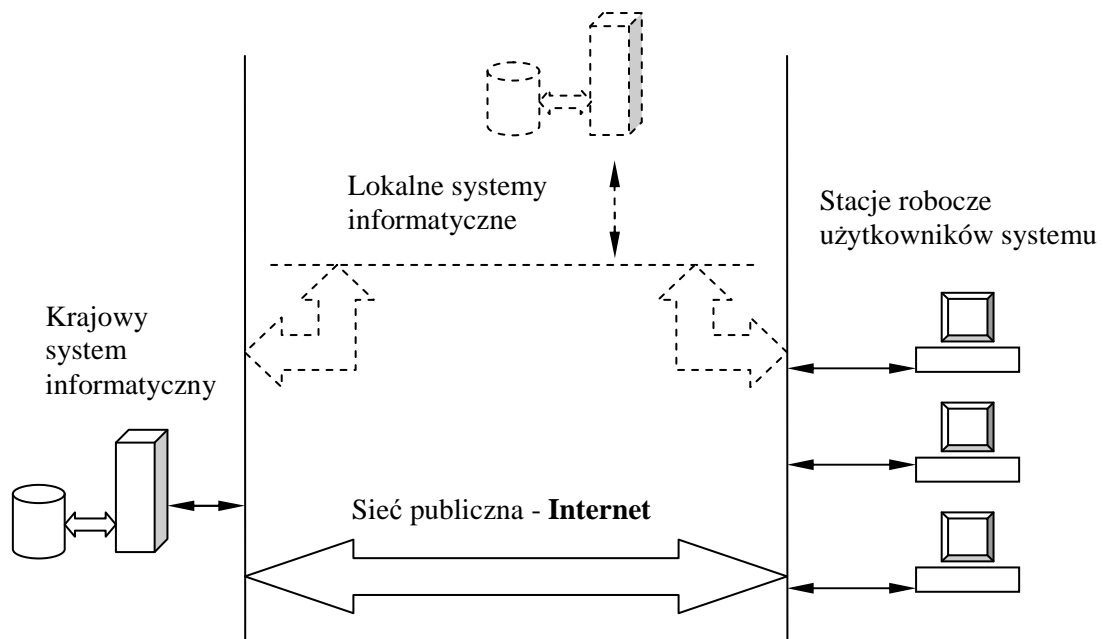 Lokalne systemy
informatyczne
Stacje robocze
użytkowników systemu
Krajowy
system
informatyczny
Sieć publiczna - Internet